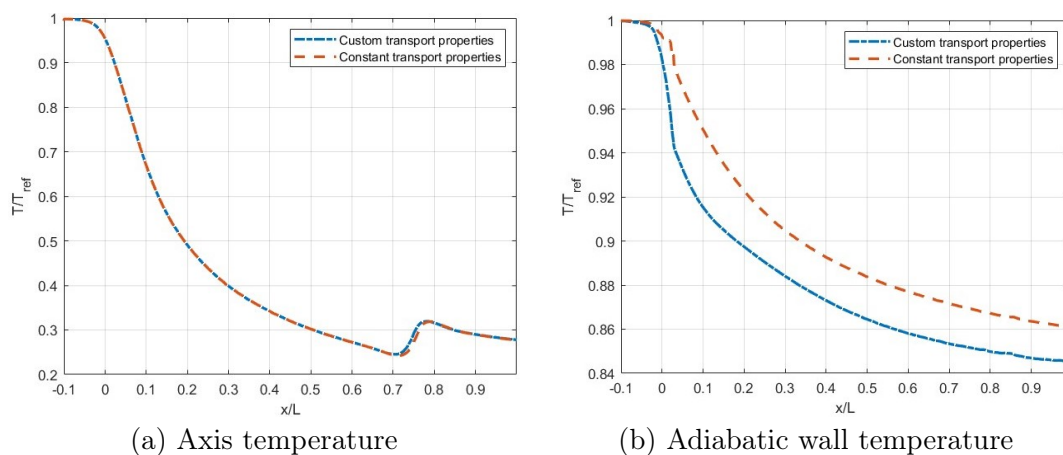 1
0.9
0.8
0.7
0.6
0.5
0.4
0.3
0.2
T/T_ref
-0.1 0 0.1 0.2 0.3 0.4 0.5 0.6 0.7 0.8 0.9
x/L
Custom transport properties
Constant transport properties
(a) Axis temperature
1
0.98
0.96
0.94
0.92
0.9
0.88
0.86
0.84
T/T_ref
-0.1 0 0.1 0.2 0.3 0.4 0.5 0.6 0.7 0.8 0.9
x/L
Custom transport properties
Constant transport properties
(b) Adiabatic wall temperature